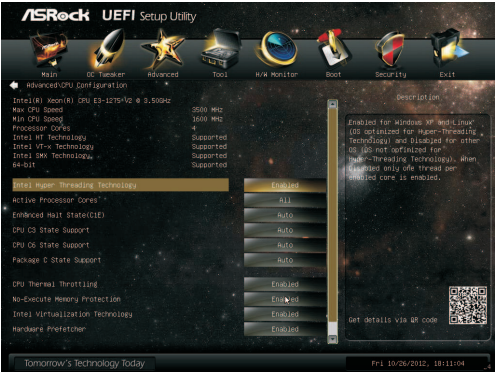 ASRock UEFI Setup Utility
Main OC Tweaker Advanced Tool H/W Monitor Boot Security Exit
Advanced\CPU Configuration
Description
Intel(R) Xeon(R) CPU E3-1275 V2 @ 3.50GHz
Max CPU Speed 3500 MHz
Min CPU Speed 1600 MHz
Processor Cores 4
Intel HT Technology Supported
Intel VT-x Technology Supported
Intel SMX Technology Supported
64-bit Supported
Enabled for Windows XP and Linux
(OS optimized for Hyper-Threading
Technology) and Disabled for other
OS (OS not optimized for
Hyper-Threading Technology). When
Disabled only one thread per
enabled core is enabled.
Intel Hyper Threading Technology Enabled
Active Processor Cores All
Enhanced Halt State(C1E) Auto
CPU C3 State Support Auto
CPU C6 State Support Auto
Package C State Support Auto
CPU Thermal Throttling Enabled
No-Execute Memory Protection Enabled
Intel Virtualization Technology Enabled
Hardware Prefetcher Enabled
Get details via QR code
Tomorrow's Technology Today
Fri 10/26/2012, 18:11:04